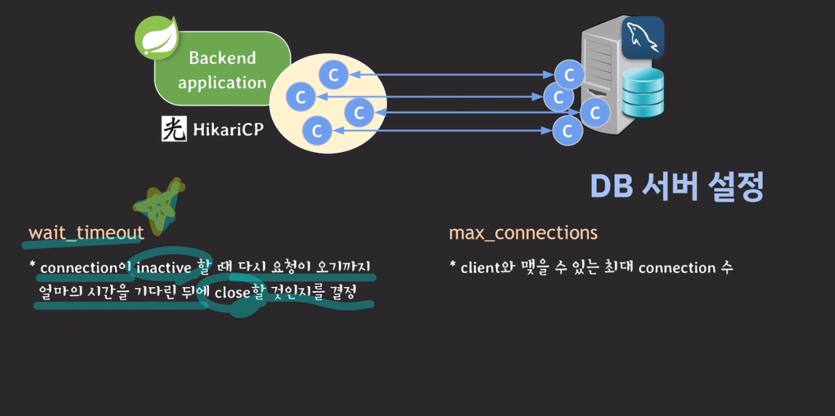 Backend
application
C
C
C
C
C
C
C
C
光 HikariCP
DB 서버 설정
wait_timeout
* connection이 inactive 할 때 다시 요청이 오기까지
얼마의 시간을 기다린 뒤에 close할 것인지를 결정
max_connections
* client와 맺을 수 있는 최대 connection 수